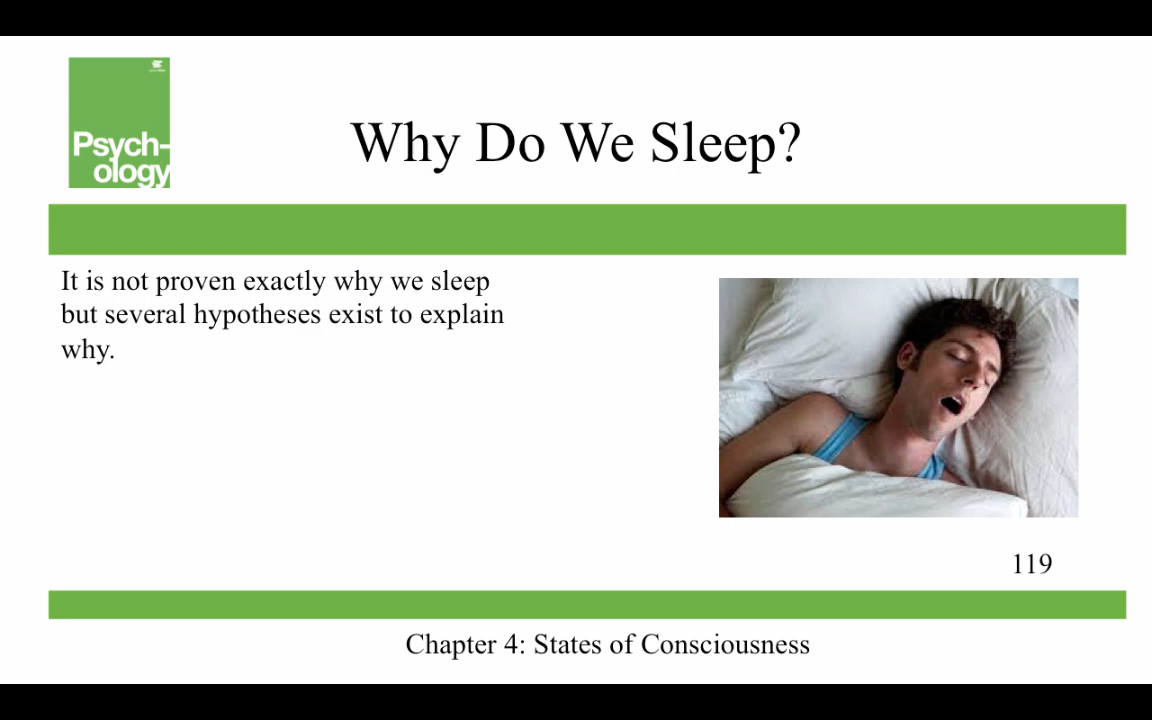 Psych-
ology
Why Do We Sleep?
It is not proven exactly why we sleep
but several hypotheses exist to explain
why.
119
Chapter 4: States of Consciousness